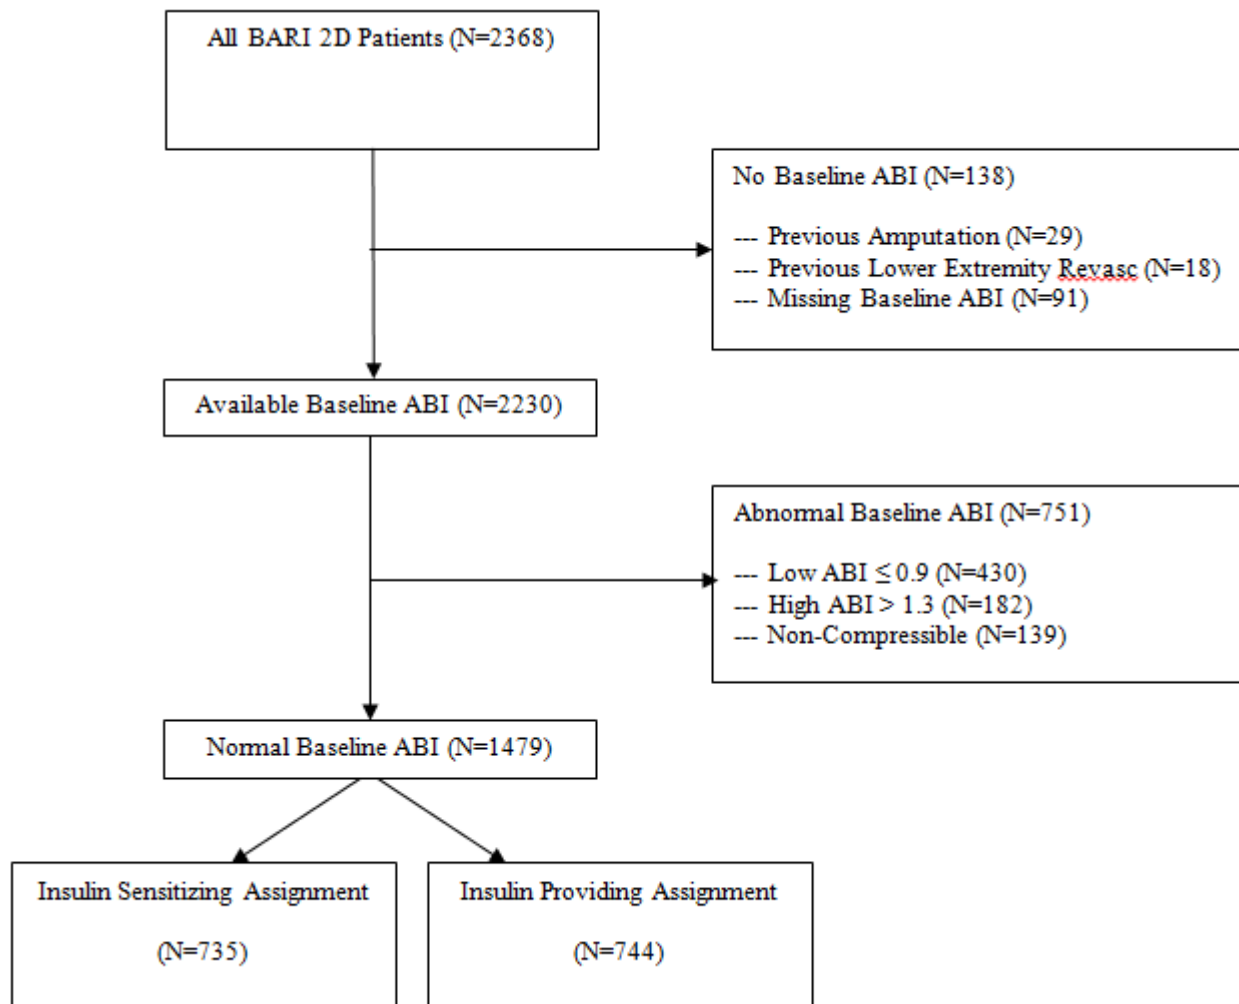 All BARI 2D Patients (N=2368)
No Baseline ABI (N=138)
--- Previous Amputation (N=29)
--- Previous Lower Extremity Revasc (N=18)
--- Missing Baseline ABI (N=91)
Available Baseline ABI (N=2230)
Abnormal Baseline ABI (N=751)
--- Low ABI ≤ 0.9 (N=430)
--- High ABI > 1.3 (N=182)
--- Non-Compressible (N=139)
Normal Baseline ABI (N=1479)
Insulin Sensitizing Assignment
(N=735)
Insulin Providing Assignment
(N=744)